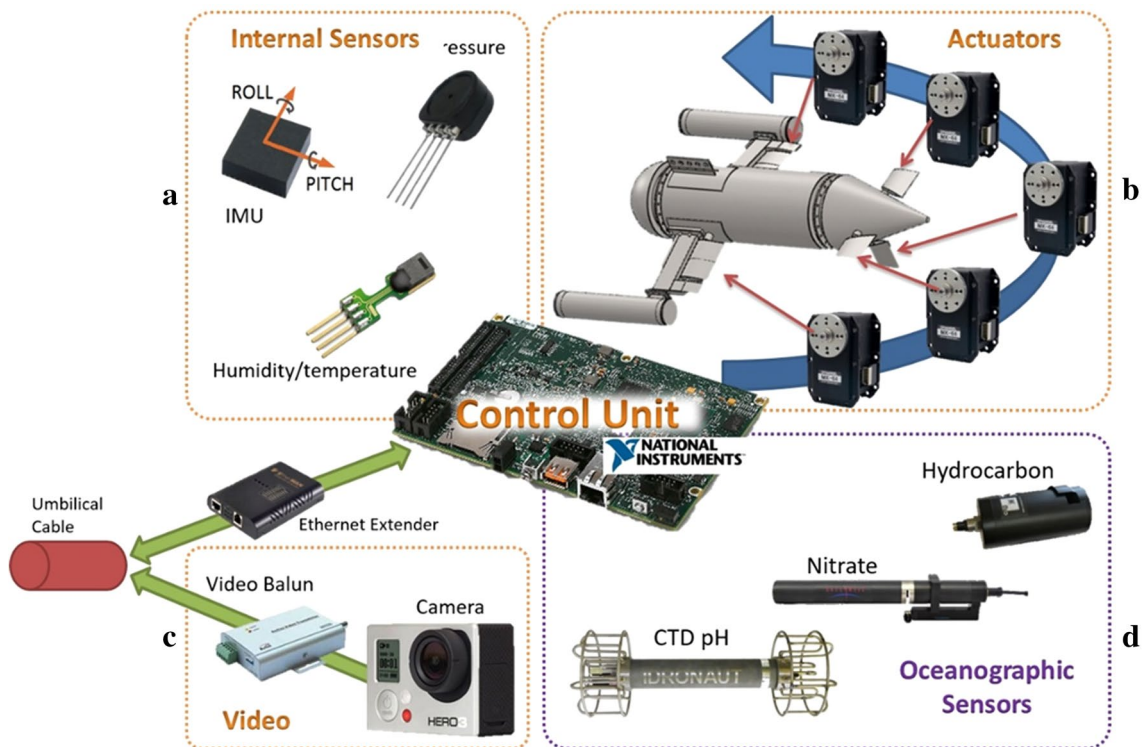 a
Internal Sensors
ressure
ROLL
PITCH
IMU
Humidity/temperature
Actuators
b
Control Unit
NATIONAL
INSTRUMENTS™
Umbilical
Cable
Ethernet Extender
c
Video Balun
Camera
HERO3
Video
Hydrocarbon
Nitrate
CTD pH
IDRONAUT
d
Oceanographic
Sensors